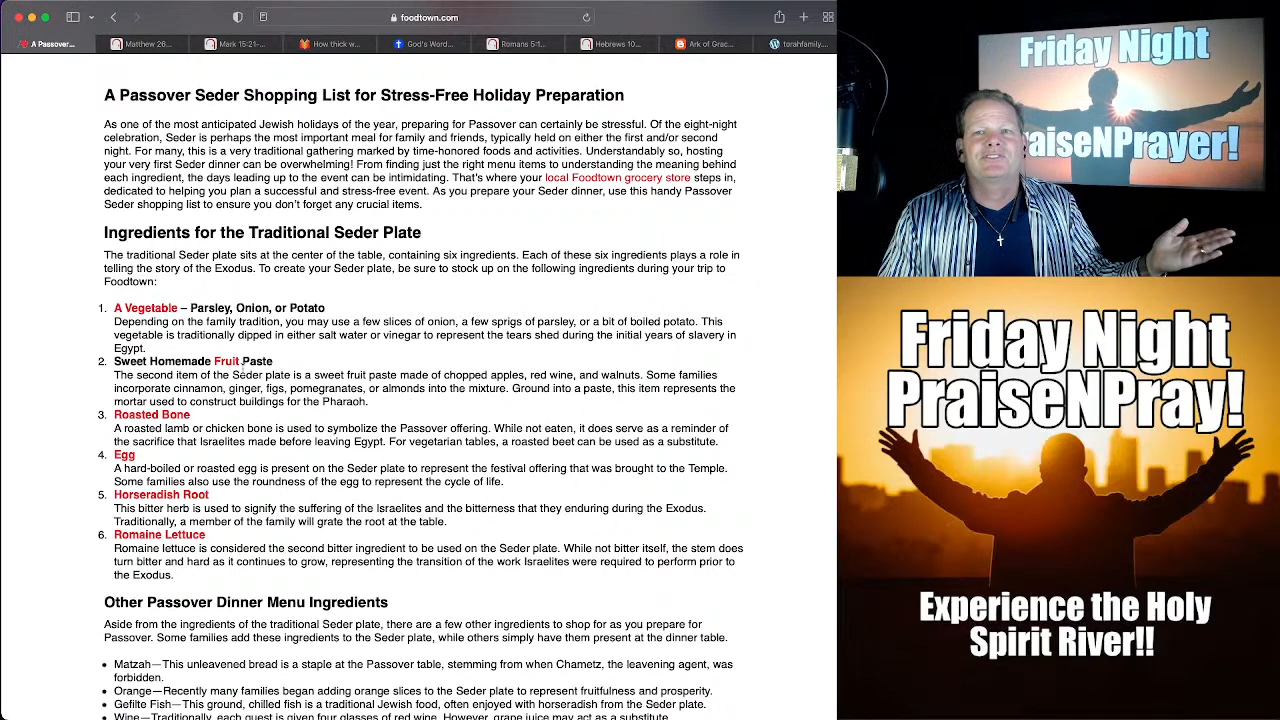 foodtown.com
A Passover...
Matthew 26...
Mark 15:21-...
How thick w...
God's Word...
Romans 5:1...
Hebrews 10...
Ark of Grac...
torahfamily....
A Passover Seder Shopping List for Stress-Free Holiday Preparation
As one of the most anticipated Jewish holidays of the year, preparing for Passover can certainly be stressful. Of the eight-night
celebration, Seder is perhaps the most important meal for family and friends, typically held on either the first and/or second
night. For many, this is a very traditional gathering marked by time-honored foods and activities. Understandably so, hosting
your very first Seder dinner can be overwhelming! From finding just the right menu items to understanding the meaning behind
each ingredient, the days leading up to the event can be intimidating. That's where your local Foodtown grocery store steps in,
dedicated to helping you plan a successful and stress-free event. As you prepare your Seder dinner, use this handy Passover
Seder shopping list to ensure you don't forget any crucial items.
Ingredients for the Traditional Seder Plate
The traditional Seder plate sits at the center of the table, containing six ingredients. Each of these six ingredients plays a role in
telling the story of the Exodus. To create your Seder plate, be sure to stock up on the following ingredients during your trip to
Foodtown:
1. A Vegetable – Parsley, Onion, or Potato
Depending on the family tradition, you may use a few slices of onion, a few sprigs of parsley, or a bit of boiled potato. This
vegetable is traditionally dipped in either salt water or vinegar to represent the tears shed during the initial years of slavery in
Egypt.
2. Sweet Homemade Fruit Paste
The second item of the Seder plate is a sweet fruit paste made of chopped apples, red wine, and walnuts. Some families
incorporate cinnamon, ginger, figs, pomegranates, or almonds into the mixture. Ground into a paste, this item represents the
mortar used to construct buildings for the Pharaoh.
3. Roasted Bone
A roasted lamb or chicken bone is used to symbolize the Passover offering. While not eaten, it does serve as a reminder of
the sacrifice that Israelites made before leaving Egypt. For vegetarian tables, a roasted beet can be used as a substitute.
4. Egg
A hard-boiled or roasted egg is present on the Seder plate to represent the festival offering that was brought to the Temple.
Some families also use the roundness of the egg to represent the cycle of life.
5. Horseradish Root
This bitter herb is used to signify the suffering of the Israelites and the bitterness that they enduring during the Exodus.
Traditionally, a member of the family will grate the root at the table.
6. Romaine Lettuce
Romaine lettuce is considered the second bitter ingredient to be used on the Seder plate. While not bitter itself, the stem does
turn bitter and hard as it continues to grow, representing the transition of the work Israelites were required to perform prior to
the Exodus.
Other Passover Dinner Menu Ingredients
Aside from the ingredients of the traditional Seder plate, there are a few other ingredients to shop for as you prepare for
Passover. Some families add these ingredients to the Seder plate, while others simply have them present at the dinner table.
• Matzah—This unleavened bread is a staple at the Passover table, stemming from when Chametz, the leavening agent, was
forbidden.
• Orange—Recently many families began adding orange slices to the Seder plate to represent fruitfulness and prosperity.
• Gefilte Fish—This ground, chilled fish is a traditional Jewish food, often enjoyed with horseradish from the Seder plate.
• Wine—Traditionally, each guest is given four glasses of red wine. However, grape juice may act as a substitute.
Friday Night
raiseNPrayer!
Friday Night
PraiseNPray!
Experience the Holy
Spirit River!!